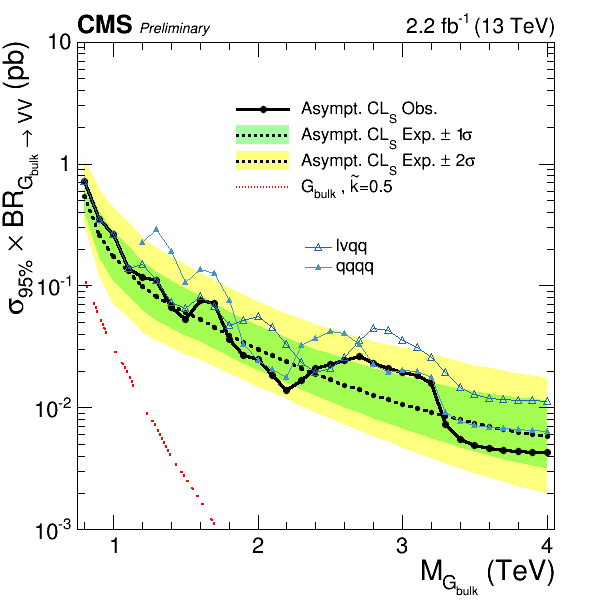 CMS Preliminary 2.2 fb⁻¹ (13 TeV)
σ95% × BR Gbulk → VV (pb)
10
1
10⁻¹
10⁻²
10⁻³
Asympt. CLS Obs.
Asympt. CLS Exp. ± 1σ
Asympt. CLS Exp. ± 2σ
Gbulk , k̃=0.5
lvqq
qqqq
1 2 3 4
MGbulk (TeV)